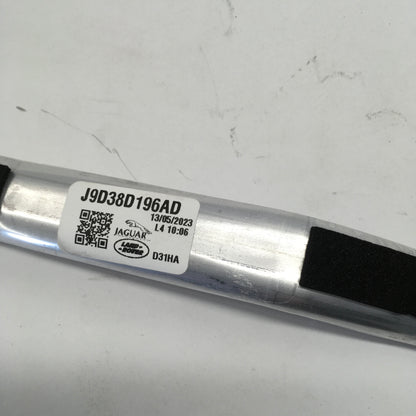 J9D38D196AD
13/05/2023
L4 10:06
JAGUAR
LAND ROVER
D31HA